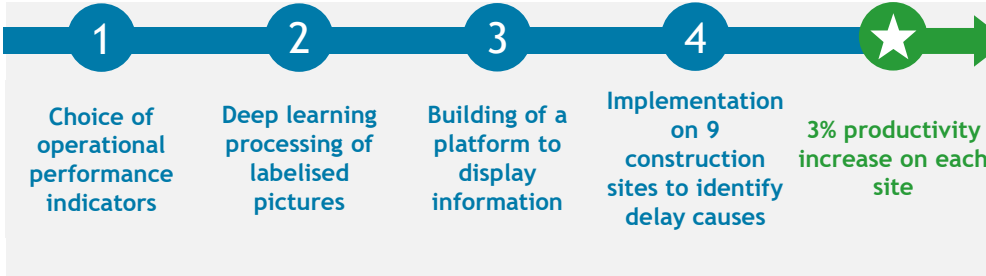 1
2
3
4
Choice of
operational
performance
indicators
Deep learning
processing of
labelised
pictures
Building of a
platform to
display
information
Implementation
on 9
construction
sites to identify
delay causes
3% productivity
increase on each
site